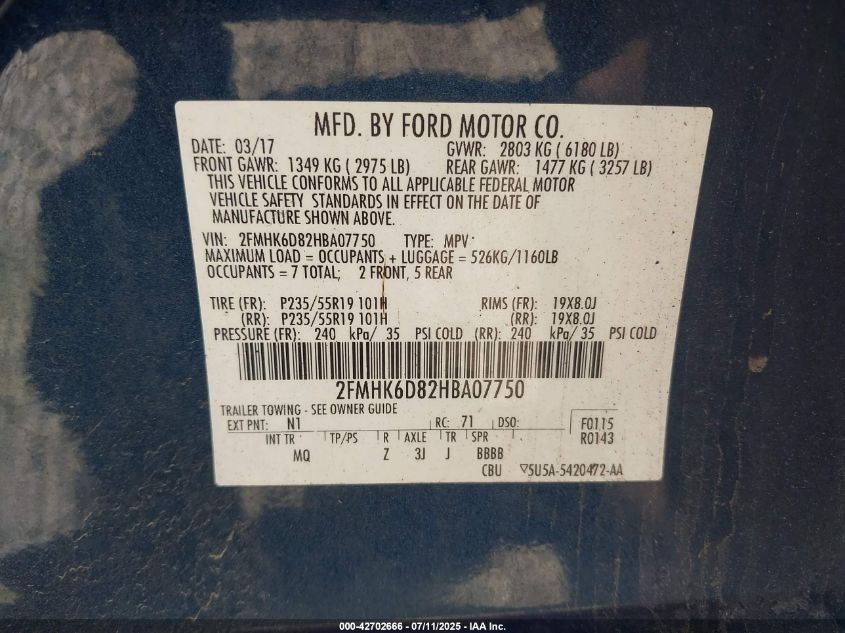 MFD. BY FORD MOTOR CO.
DATE: 03/17 GVWR: 2803 KG ( 6180 LB)
FRONT GAWR: 1349 KG ( 2975 LB) REAR GAWR: 1477 KG ( 3257 LB)
THIS VEHICLE CONFORMS TO ALL APPLICABLE FEDERAL MOTOR
VEHICLE SAFETY STANDARDS IN EFFECT ON THE DATE OF
MANUFACTURE SHOWN ABOVE.
VIN: 2FMHK6D82HBA07750 TYPE: MPV
MAXIMUM LOAD = OCCUPANTS + LUGGAGE = 526KG/1160LB
OCCUPANTS = 7 TOTAL; 2 FRONT, 5 REAR
TIRE (FR): P235/55R19 101H RIMS (FR): 19X8.0J
(RR): P235/55R19 101H (RR): 19X8.0J
PRESSURE (FR): 240 kPa/ 35 PSI COLD (RR): 240 kPa/ 35 PSI COLD
2FMHK6D82HBA07750
TRAILER TOWING - SEE OWNER GUIDE
EXT PNT: N1 RC: 71 DSO: F0115
INT TR TP/PS R AXLE TR SPR R0143
MQ Z 3J J BBBB
CBU 5U5A-5420472-AA
000-42702666 - 07/11/2025 - IAA Inc.